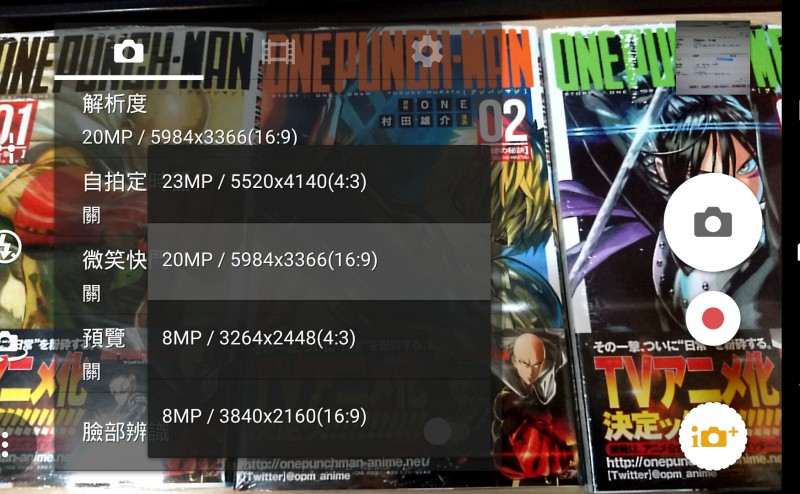 解析度
20MP / 5984x3366(16:9)
自拍定
關
微笑快
關
預覽
關
臉部辨識
23MP / 5520x4140(4:3)
20MP / 5984x3366(16:9)
8MP / 3264x2448(4:3)
8MP / 3840x2160(16:9)
ONE PUNCH-MAN
ONE PUNCH-MAN
ONE
01
ONE
村田雄介
02
その一撃、ついに"日常"を粉砕する。
TVアニメ化
決定ッ
http://onepunchman-anime.net/
[Twitter]@opm_anime
http://onepunchman-anime.net/
[Twitter]@opm_anime
アニメ化